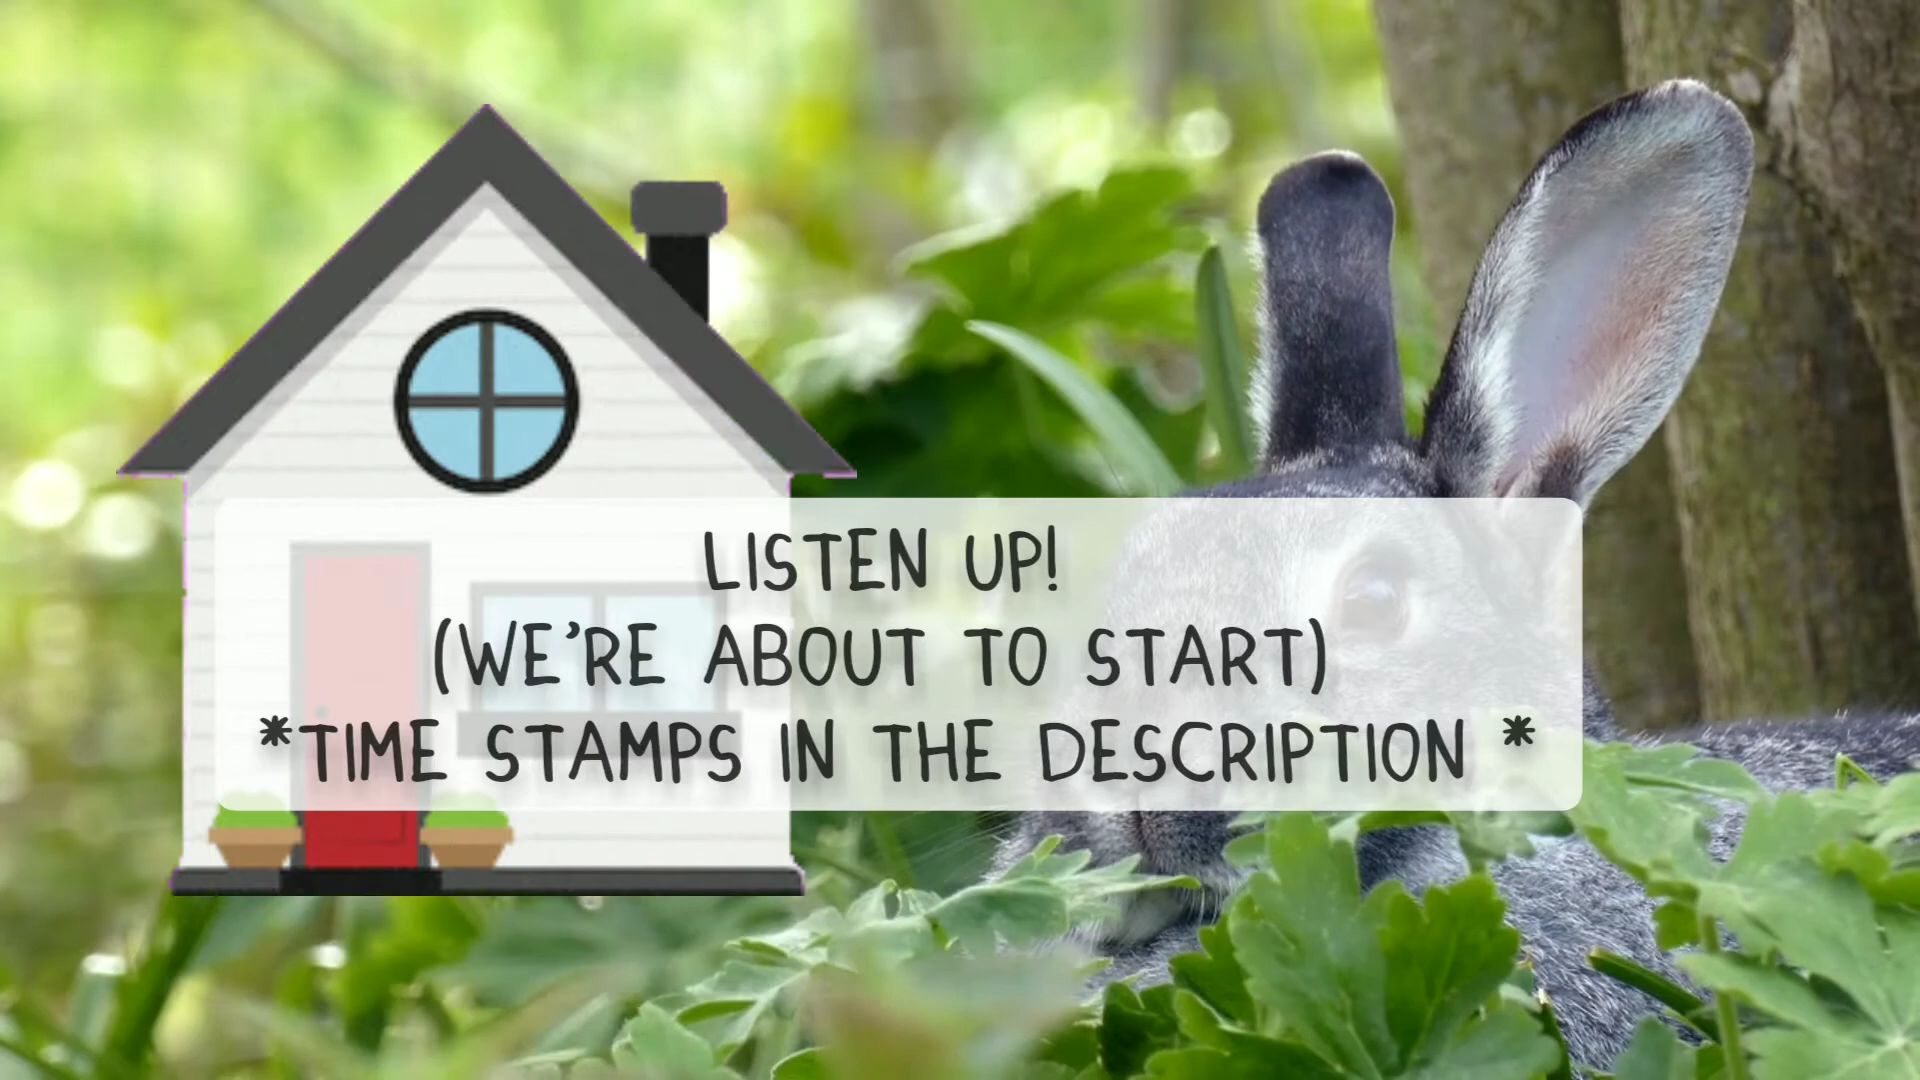 LISTEN UP!
(WE'RE ABOUT TO START)
*TIME STAMPS IN THE DESCRIPTION *